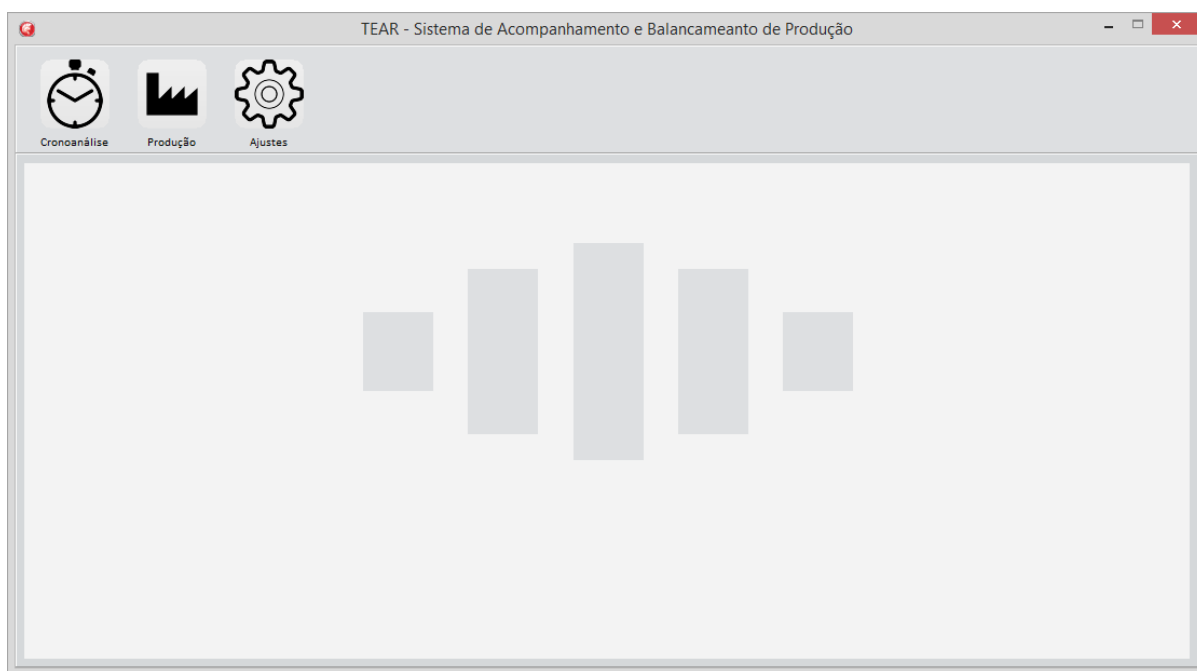 TEAR - Sistema de Acompanhamento e Balancameanto de Produção
Cronoanálise Produção Ajustes